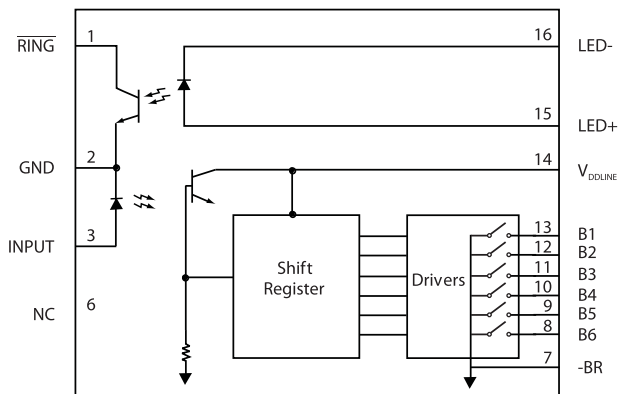 RING 1
GND 2
INPUT 3
NC 6
16 LED-
15 LED+
14 VDDLINE
Shift
Register
Drivers
13 B1
12 B2
11 B3
10 B4
9 B5
8 B6
7 -BR